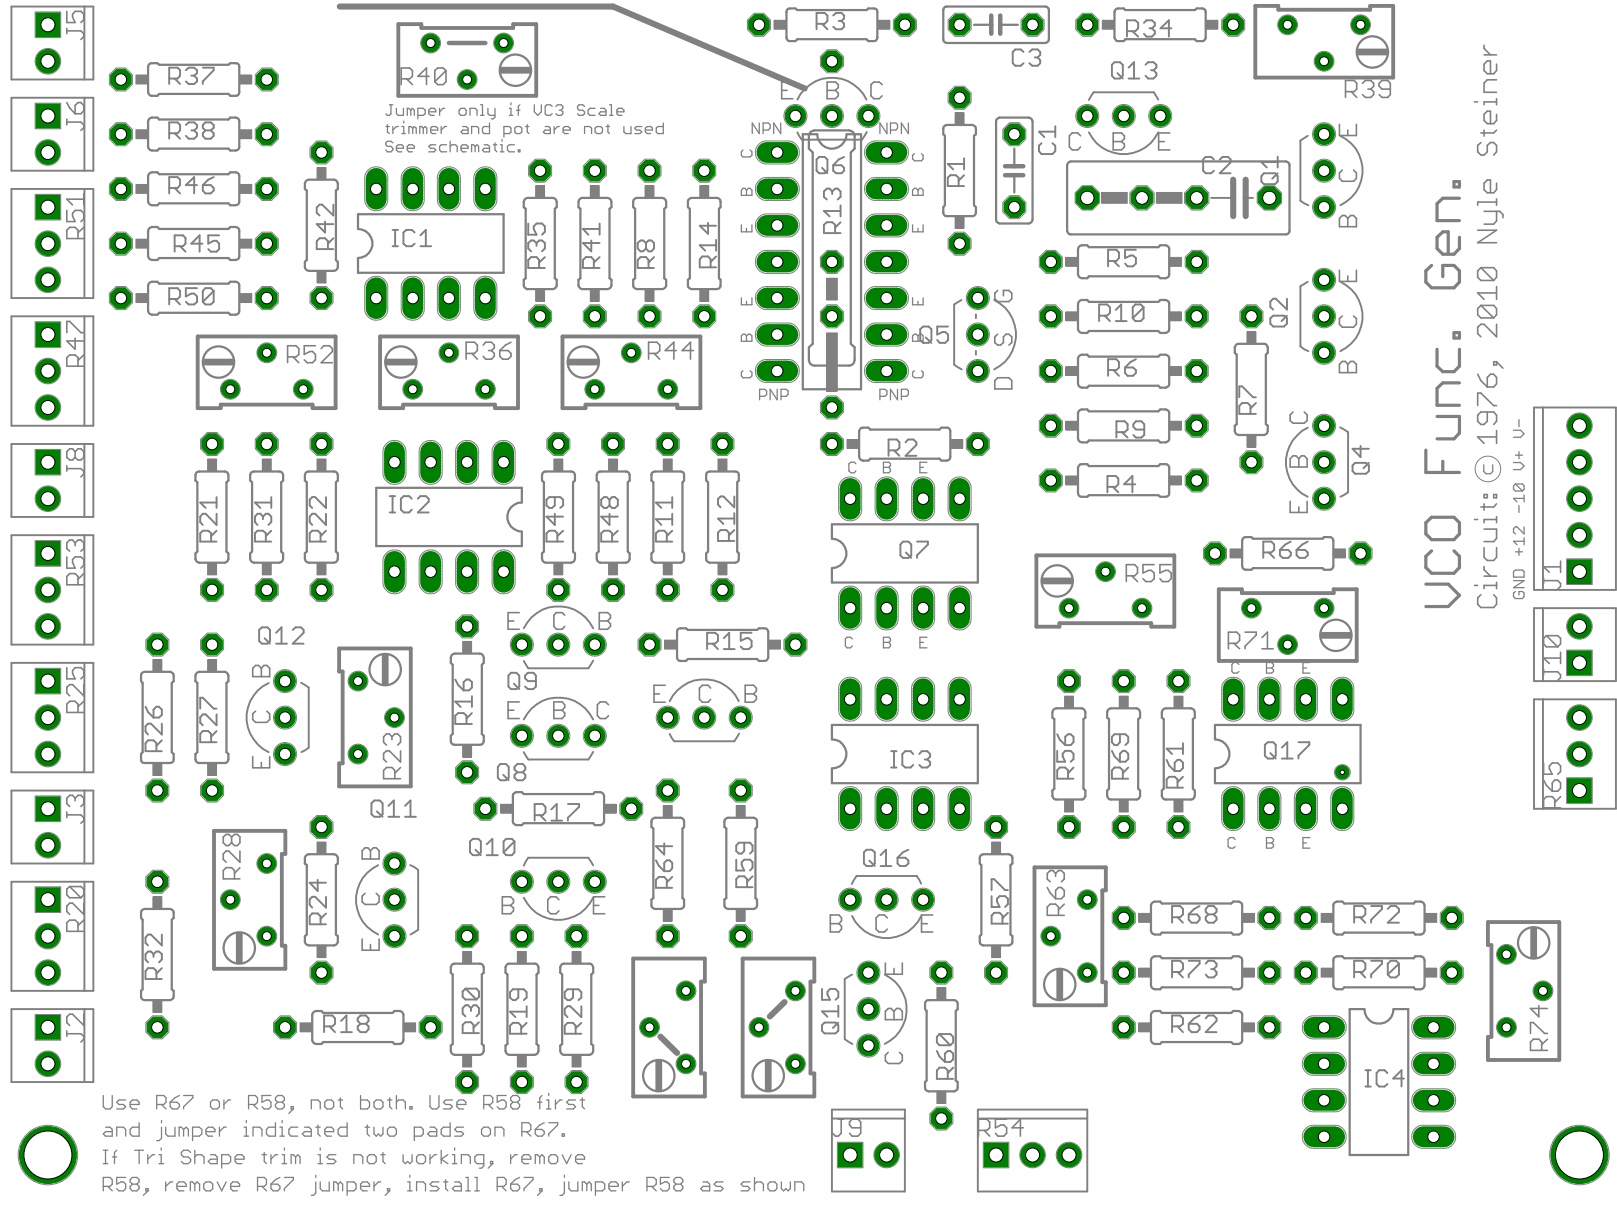 J5
R40
R3
C3
R34
R39
Q13
R37
J6
R38
Jumper only if VC3 Scale
trimmer and pot are not used
See schematic.
E B C
NPN
NPN
C
C
B
B
E
E
E
E
B
B
C
C
PNP
PNP
Q6
R13
R1
C1
C B E
C2
Q1
E
C
B
R46
R51
R45
R50
R42
IC1
R35
R41
R8
R14
R5
R10
R6
R9
R4
Q5
G
S
D
Q2
E
C
B
R7
C
B
E
Q4
R47
R52
R36
R44
J8
R21
R31
R22
IC2
R49
R48
R11
R12
R2
C B E
Q7
C B E
R66
R55
R71
C B E
VCO Func. Gen.
Circuit: © 1976, 2010 Nyle Steiner
GND +12 -10 V+ V-
J1
J10
R65
R53
Q12
B
C
E
R26
R27
R25
R23
Q11
R16
E C B
Q9
E B C
Q8
R15
E C B
IC3
R56
R69
R61
Q17
C B E
R17
J3
R28
R24
B
C
E
Q10
B C E
R64
R59
Q16
B C E
R57
R63
R68
R72
R73
R70
R62
R74
IC4
R20
R32
R18
R30
R19
R29
Q15
E
B
C
R60
J2
J9
R54
Use R67 or R58, not both. Use R58 first
and jumper indicated two pads on R67.
If Tri Shape trim is not working, remove
R58, remove R67 jumper, install R67, jumper R58 as shown